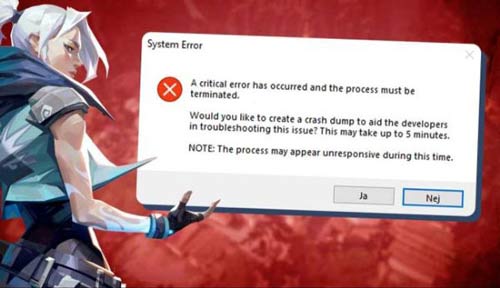 System Error
A critical error has occurred and the process must be
terminated.
Would you like to create a crash dump to aid the developers
in troubleshooting this issue? This may take up to 5 minutes.
NOTE: The process may appear unresponsive during this time.
Ja
Nej